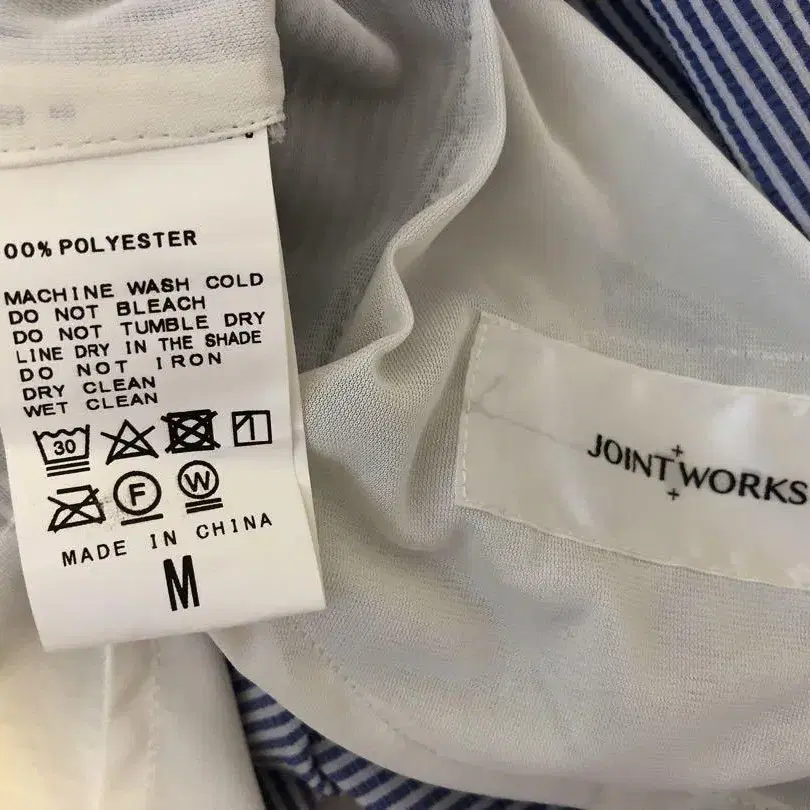 00% POLYESTER
MACHINE WASH COLD
DO NOT BLEACH
DO NOT TUMBLE DRY
LINE DRY IN THE SHADE
DO NOT IRON
DRY CLEAN
WET CLEAN
30
F W
MADE IN CHINA
M
JOINT WORKS